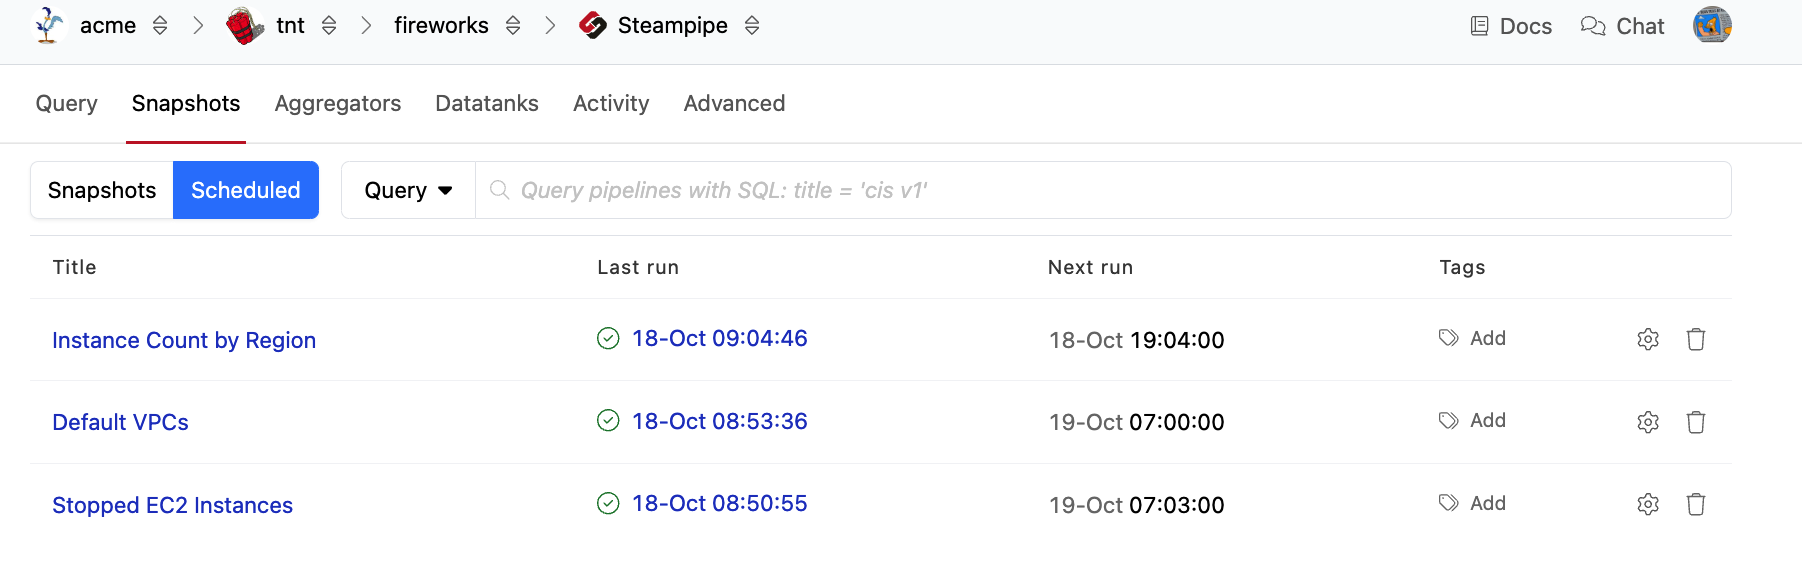 acme tnt fireworks Steampipe Docs Chat
Query Snapshots Aggregators Datatanks Activity Advanced
Snapshots Scheduled Query Query pipelines with SQL: title = 'cis v1'
Title Last run Next run Tags
Instance Count by Region 18-Oct 09:04:46 18-Oct 19:04:00 Add
Default VPCs 18-Oct 08:53:36 19-Oct 07:00:00 Add
Stopped EC2 Instances 18-Oct 08:50:55 19-Oct 07:03:00 Add